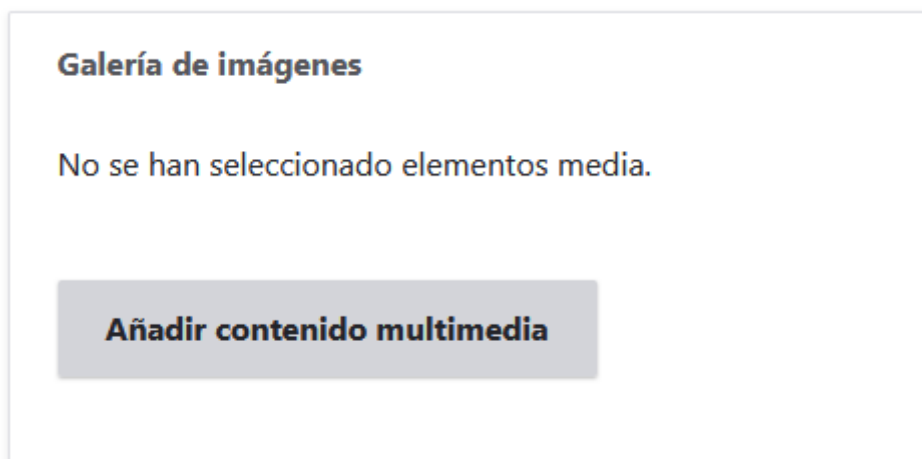 Galería de imágenes
No se han seleccionado elementos media.
Añadir contenido multimedia